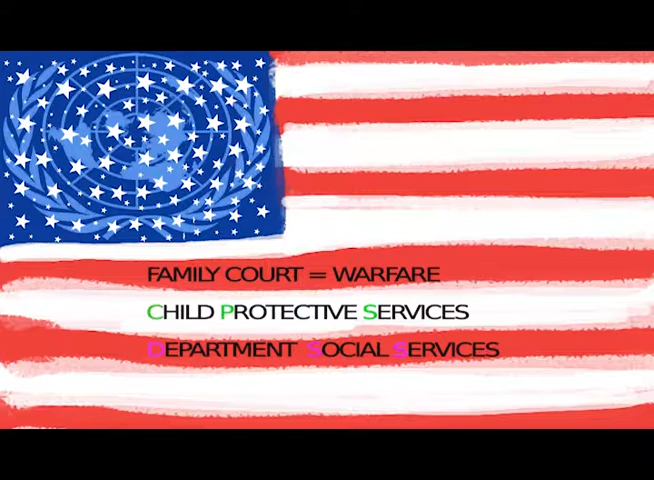 FAMILY COURT = WARFARE
CHILD PROTECTIVE SERVICES
DEPARTMENT SOCIAL SERVICES